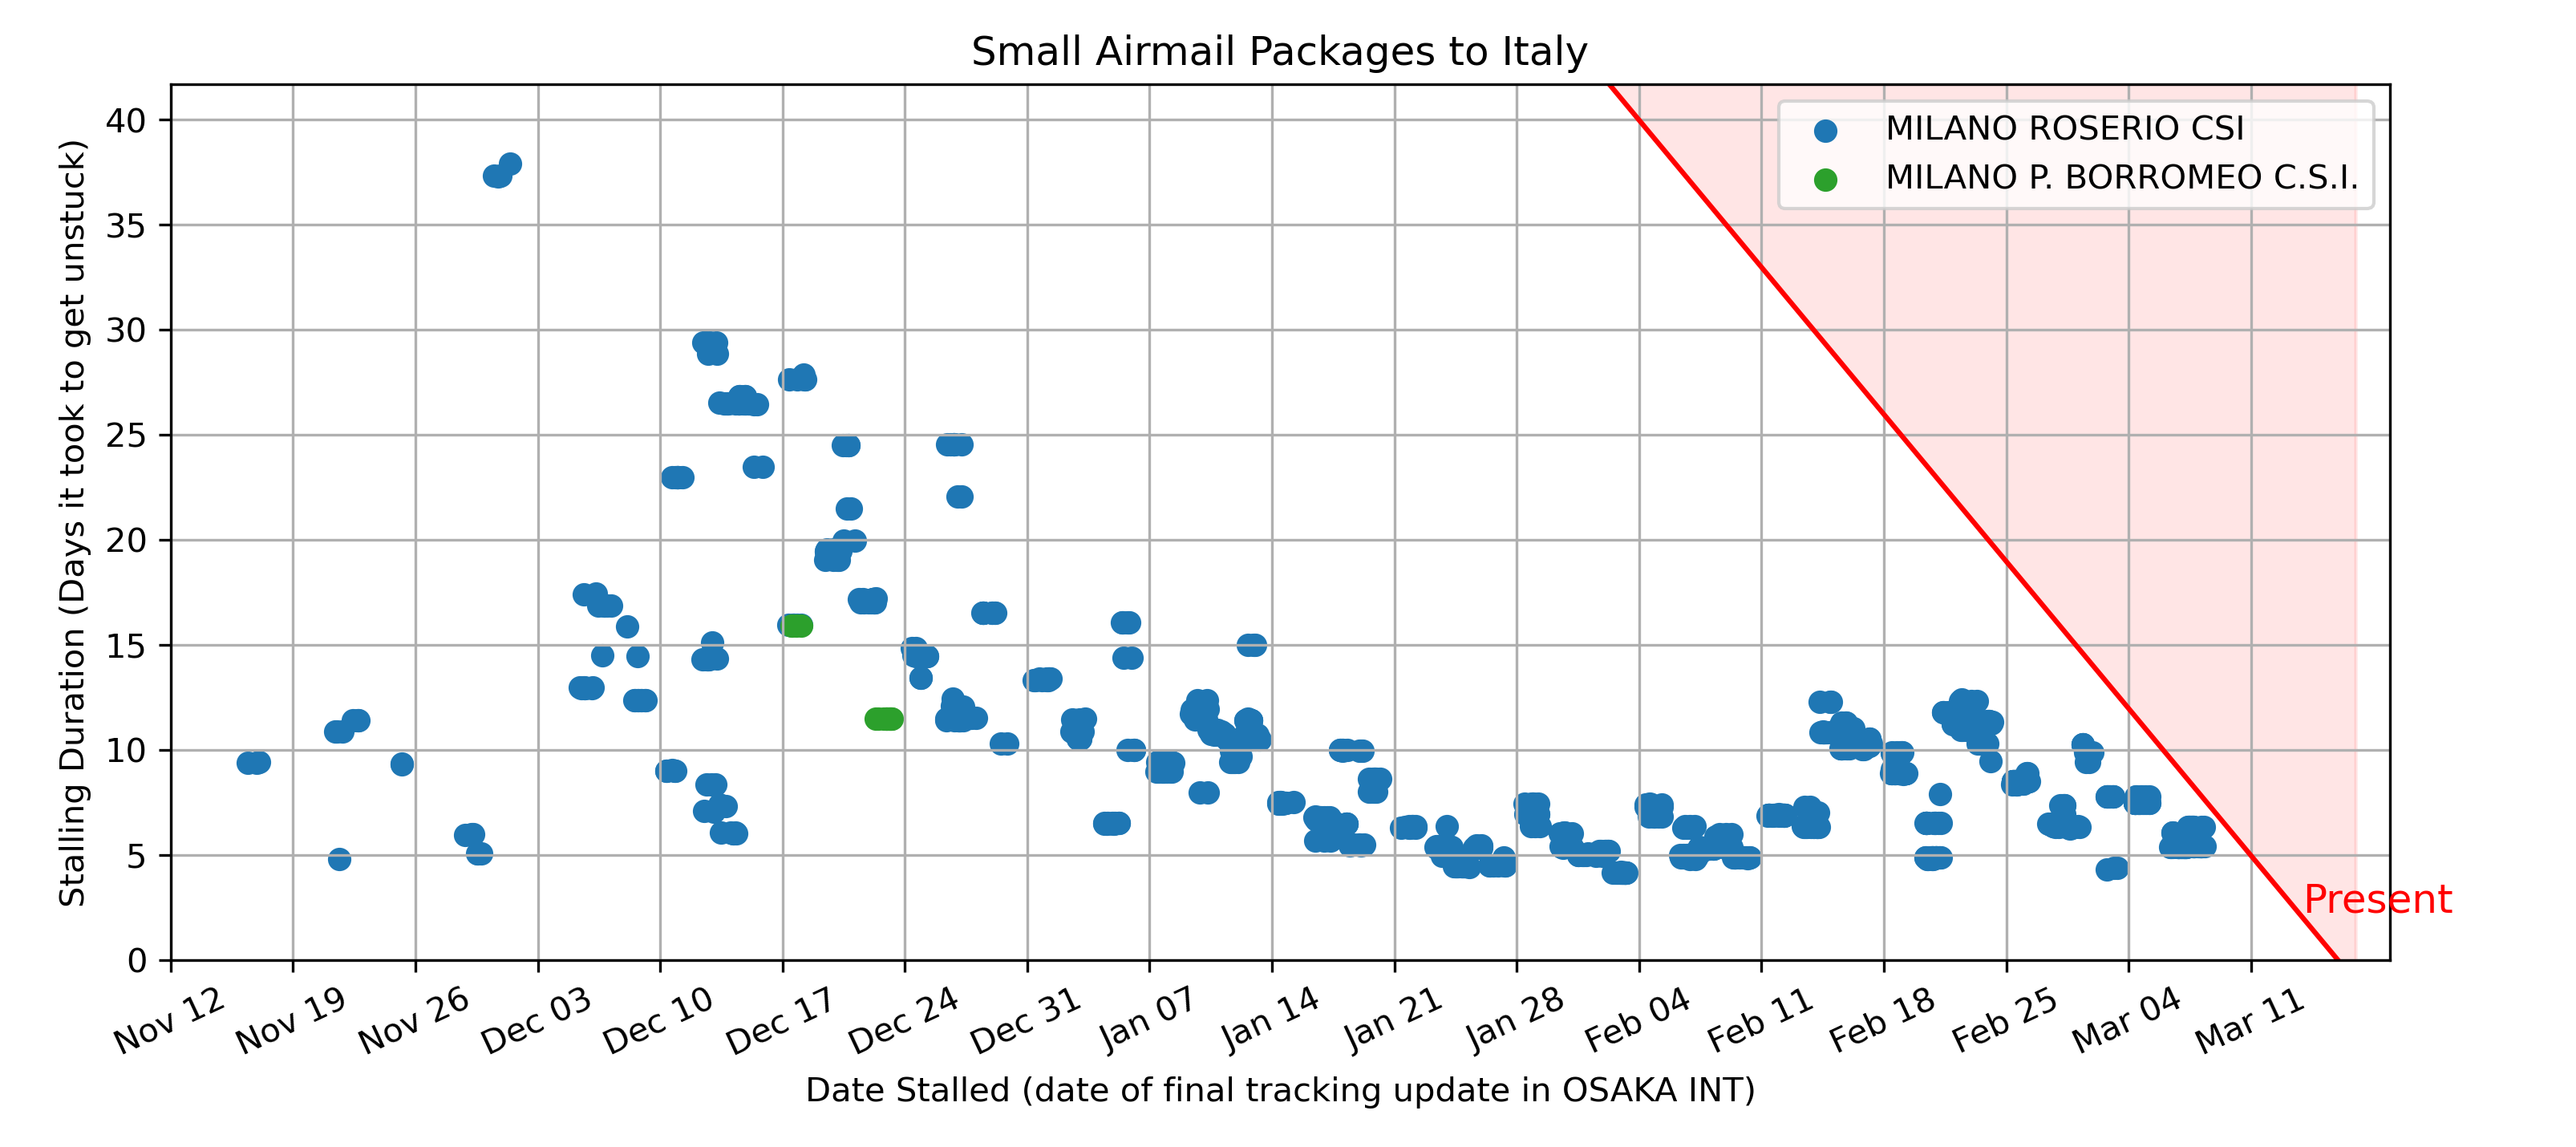 Small Airmail Packages to Italy
MILANO ROSERIO CSI
MILANO P. BORROMEO C.S.I.
Stalling Duration (Days it took to get unstuck)
40
35
30
25
20
15
10
5
0
Present
Nov 12
Nov 19
Nov 26
Dec 03
Dec 10
Dec 17
Dec 24
Dec 31
Jan 07
Jan 14
Jan 21
Jan 28
Feb 04
Feb 11
Feb 18
Feb 25
Mar 04
Mar 11
Date Stalled (date of final tracking update in OSAKA INT)